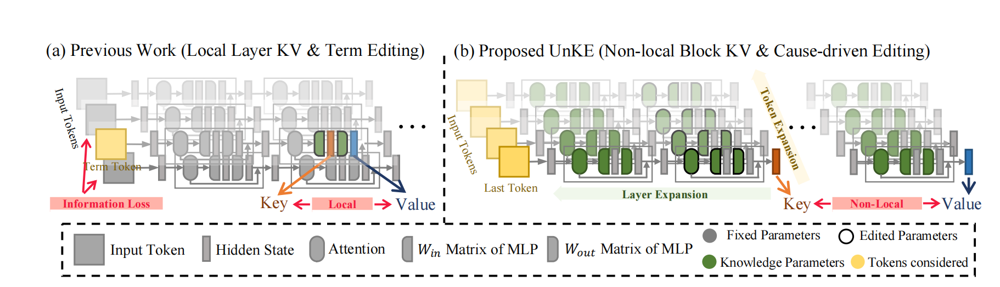 (a) Previous Work (Local Layer KV & Term Editing)
(b) Proposed UnKE (Non-local Block KV & Cause-driven Editing)
Input Tokens
Term Token
Information Loss
Key
Local
Value
...
Input Tokens
Last Token
Layer Expansion
Token Expansion
...
Key
Non-Local
Value
Input Token
Hidden State
Attention
W_in Matrix of MLP
W_out Matrix of MLP
Fixed Parameters
Edited Parameters
Knowledge Parameters
Tokens considered